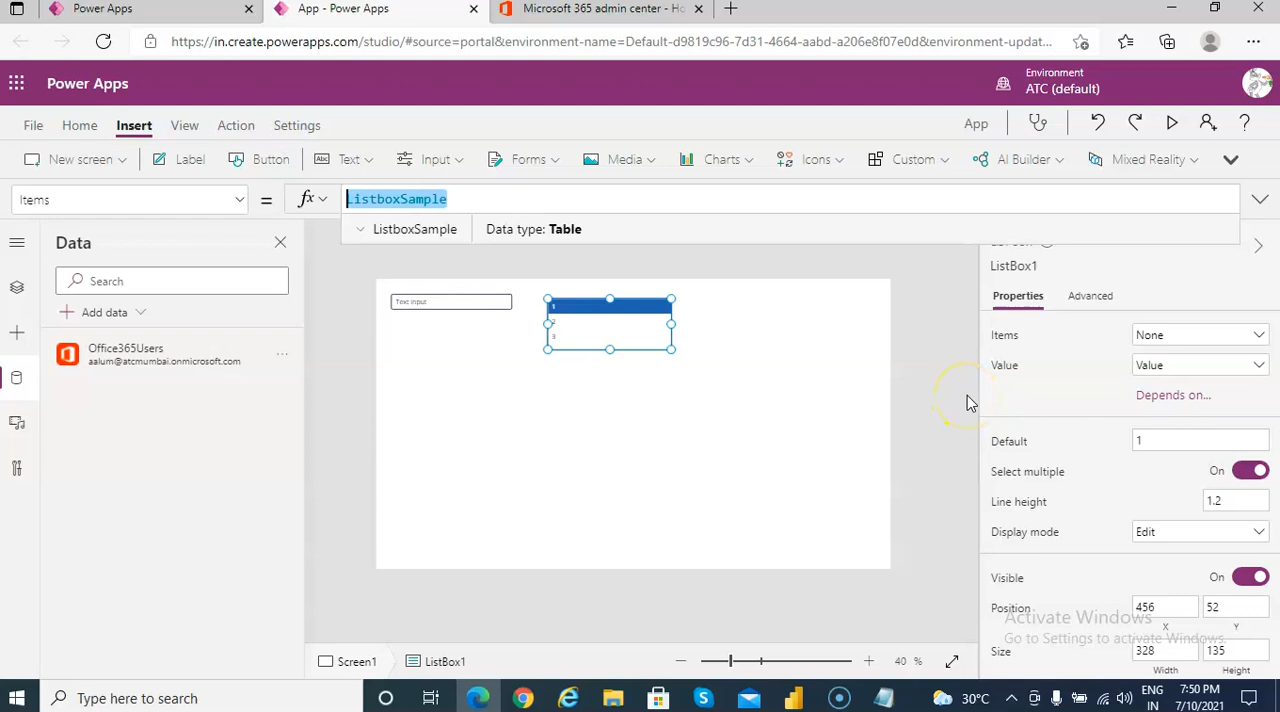 Power Apps
App - Power Apps
Microsoft 365 admin center - Ho
https://in.create.powerapps.com/studio/#source=portal&environment-name=Default-d9819c96-7d31-4664-aabd-a206e8f07e0d&environment-updat...
Power Apps
Environment
ATC (default)
File Home Insert View Action Settings
App
New screen Label Button Text Input Forms Media Charts Icons Custom AI Builder Mixed Reality
Items = fx ListboxSample
ListboxSample Data type: Table
Data
Search
Add data
Office365Users
aalum@atcmumbai.onmicrosoft.com
Text input
1
2
3
ListBox1
Properties Advanced
Items None
Value Value
Depends on...
Default 1
Select multiple On
Line height 1.2
Display mode Edit
Visible On
Position 456 52
X Y
Size 328 135
Width Height
Activate Windows
Go to Settings to activate Windows.
Screen1 ListBox1
40 %
Type here to search
30°C
ENG
IN
7:50 PM
7/10/2021